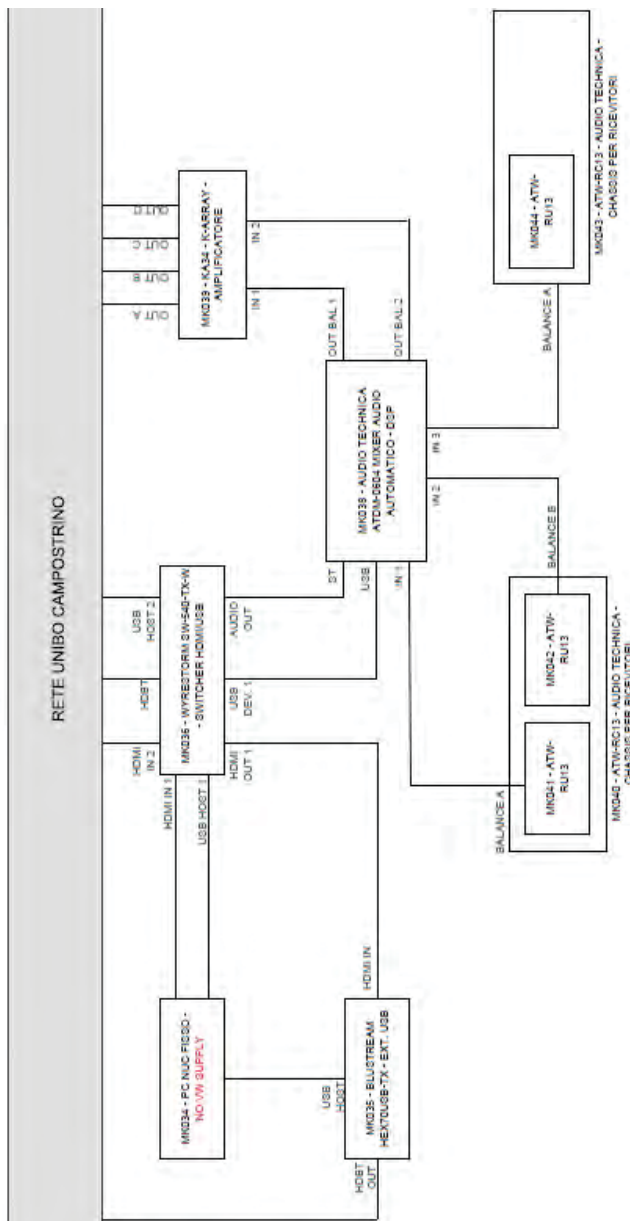 RETE UNIBO CAMPOSTRINO
MK034 - PC NUC FISSO -
NO VW SUPPLY
USB
HOST
HDBT
OUT
MK035 - BLUSTREAM
HEX70USB-TX - EXT. USB
HDMI IN
HDMI
IN 2
HDBT
USB
HOST 2
HDMI IN 1
USB HOST 1
MK036 - WYRESTORM SW-540-TX-W
- SWITCHER HDMI/USB
HDMI
OUT 1
USB
DEV. 1
AUDIO
OUT
OUT A
OUT B
OUT C
OUT D
MK039 - KA34 - K-ARRAY -
AMPLIFICATORE
IN 1
IN 2
IN 1
USB
ST
OUT BAL 1
OUT BAL 2
MK038 - AUDIO TECHNICA
ATDM-0604 MIXER AUDIO
AUTOMATICO - DSP
IN 2
IN 3
BALANCE A
BALANCE B
MK041 - ATW-
RU13
MK042 - ATW-
RU13
MK040 - ATW-RC13 - AUDIO TECHNICA -
CHASSIS PER RICEVITORI
BALANCE A
MK044 - ATW-
RU13
MK043 - ATW-RC13 - AUDIO TECHNICA -
CHASSIS PER RICEVITORI